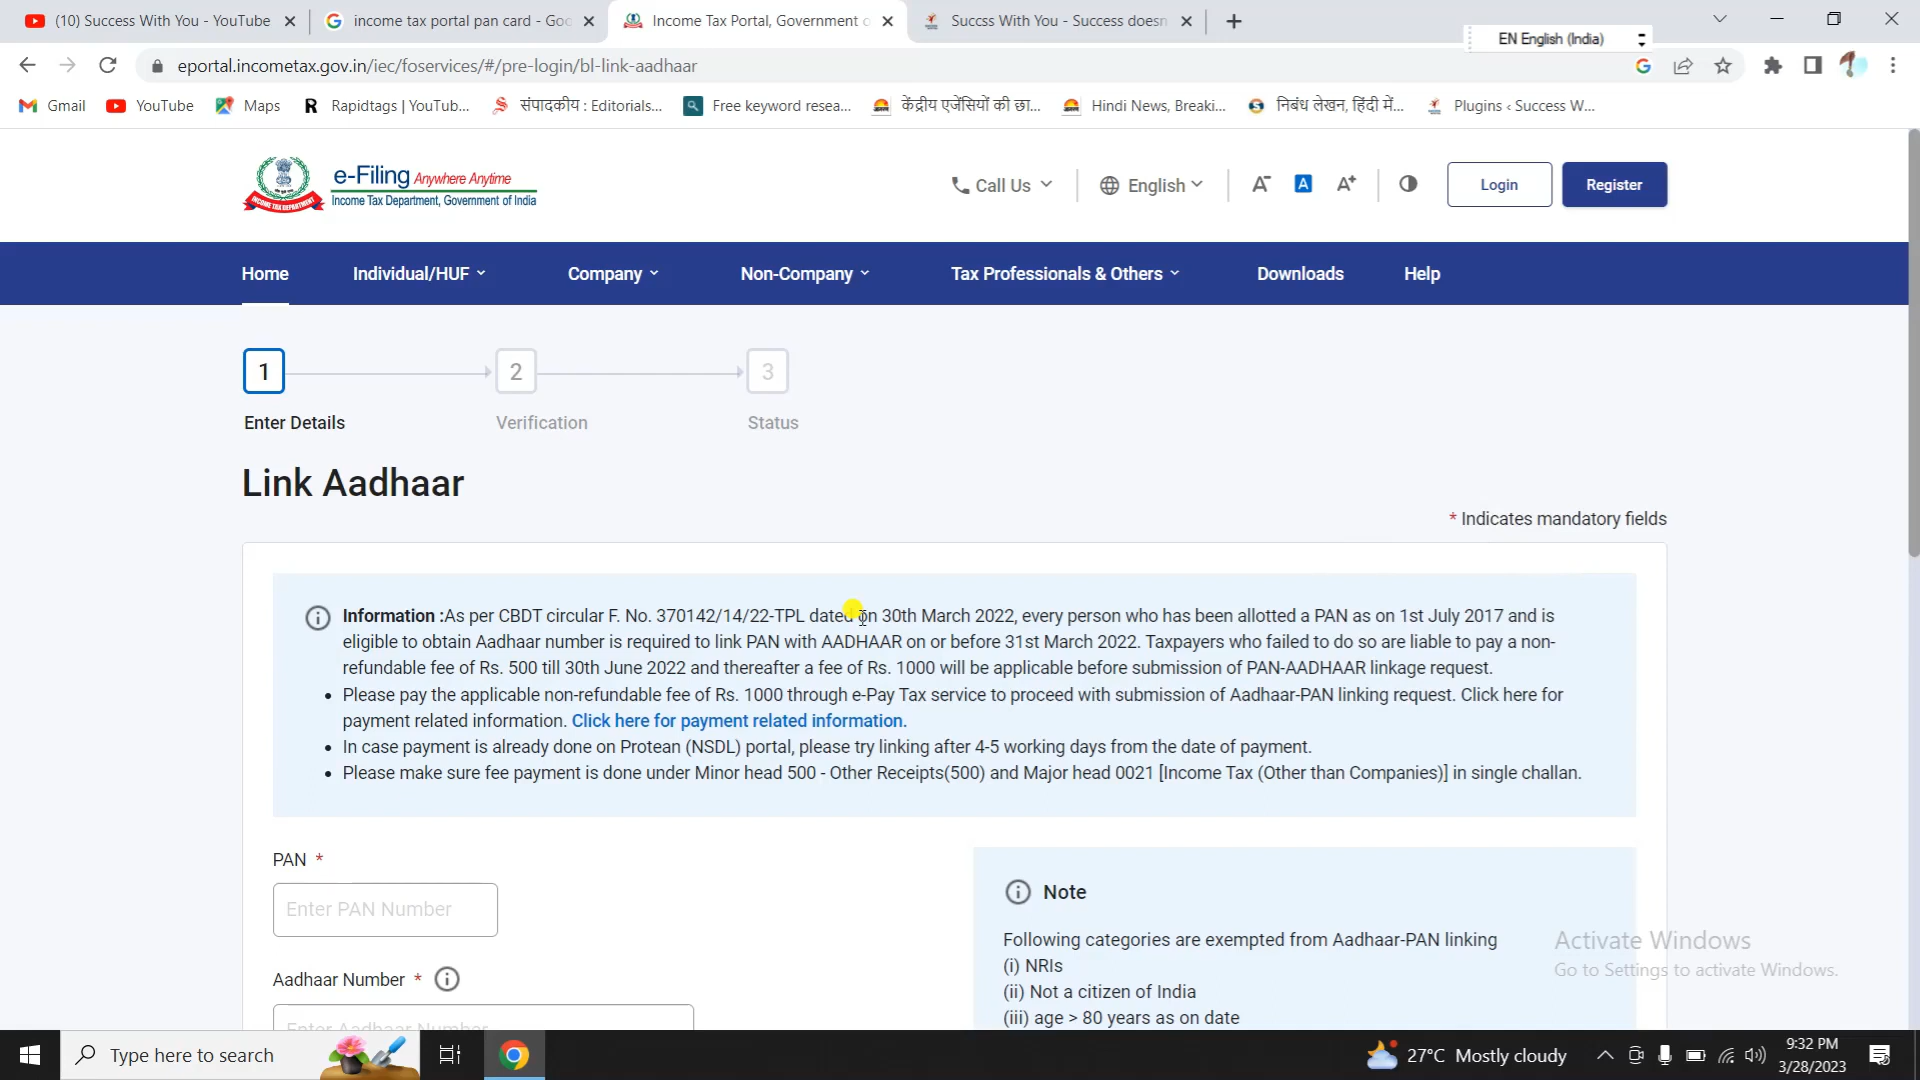 (10) Success With You - YouTube
income tax portal pan card - Goo
Income Tax Portal, Government o
Succss With You - Success doesn
EN English (India)
eportal.incometax.gov.in/iec/foservices/#/pre-login/bl-link-aadhaar
Gmail
YouTube
Maps
Rapidtags | YouTub...
संपादकीय : Editorials...
Free keyword resea...
केंद्रीय एजेंसियों की छा...
Hindi News, Breaki...
निबंध लेखन, हिंदी में...
Plugins ‹ Success W...
e-Filing Anywhere Anytime
Income Tax Department, Government of India
INCOME TAX DEPARTMENT
Call Us
English
A-
A
A+
Login
Register
Home
Individual/HUF
Company
Non-Company
Tax Professionals & Others
Downloads
Help
1
2
3
Enter Details
Verification
Status
Link Aadhaar
* Indicates mandatory fields
Information :As per CBDT circular F. No. 370142/14/22-TPL dated on 30th March 2022, every person who has been allotted a PAN as on 1st July 2017 and is
eligible to obtain Aadhaar number is required to link PAN with AADHAAR on or before 31st March 2022. Taxpayers who failed to do so are liable to pay a non-
refundable fee of Rs. 500 till 30th June 2022 and thereafter a fee of Rs. 1000 will be applicable before submission of PAN-AADHAAR linkage request.
• Please pay the applicable non-refundable fee of Rs. 1000 through e-Pay Tax service to proceed with submission of Aadhaar-PAN linking request. Click here for
payment related information. Click here for payment related information.
• In case payment is already done on Protean (NSDL) portal, please try linking after 4-5 working days from the date of payment.
• Please make sure fee payment is done under Minor head 500 - Other Receipts(500) and Major head 0021 [Income Tax (Other than Companies)] in single challan.
PAN *
Enter PAN Number
Aadhaar Number *
Enter Aadhaar Number
Note
Following categories are exempted from Aadhaar-PAN linking
(i) NRIs
(ii) Not a citizen of India
(iii) age > 80 years as on date
Activate Windows
Go to Settings to activate Windows.
Type here to search
27°C Mostly cloudy
9:32 PM
3/28/2023